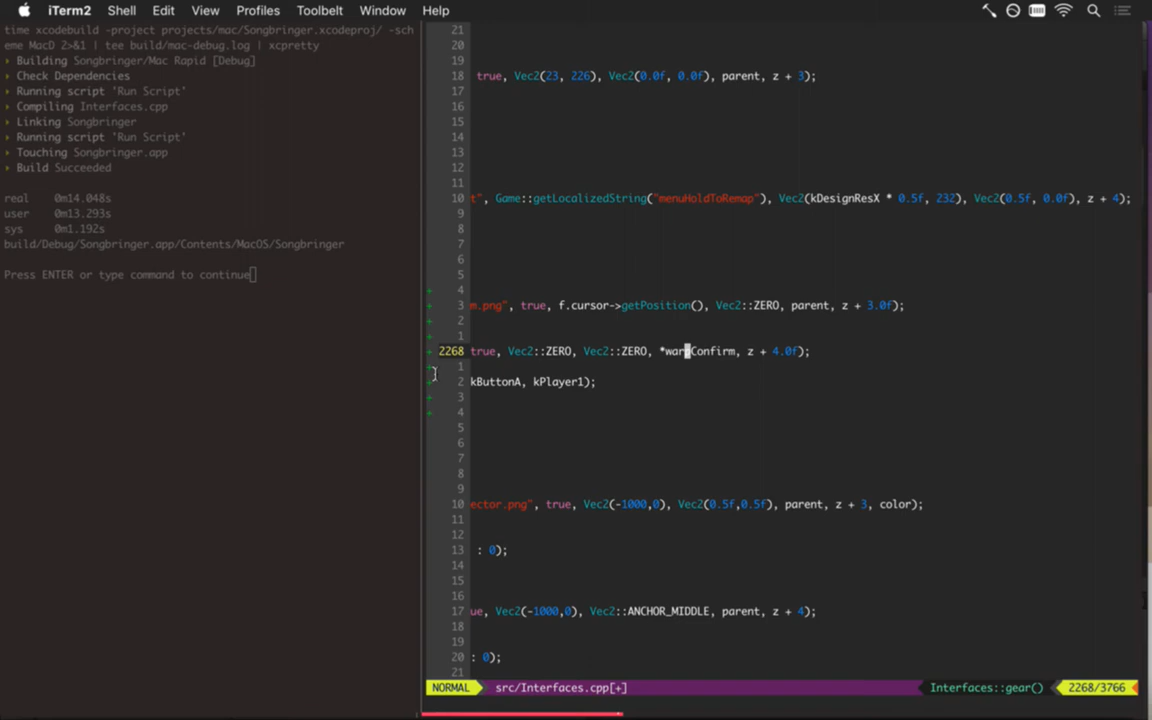 iTerm2 Shell Edit View Profiles Toolbelt Window Help
time xcodebuild -project projects/mac/Songbringer.xcodeproj/ -sch
eme MacD 2>&1 | tee build/mac-debug.log | xcpretty
Building Songbringer/Mac Rapid [Debug]
Check Dependencies
Running script 'Run Script'
Compiling Interfaces.cpp
Linking Songbringer
Running script 'Run Script'
Touching Songbringer.app
Build Succeeded
real 0m14.048s
user 0m13.293s
sys 0m1.192s
build/Debug/Songbringer.app/Contents/MacOS/Songbringer
Press ENTER or type command to continue
21
20
19
18 true, Vec2(23, 226), Vec2(0.0f, 0.0f), parent, z + 3);
17
16
15
14
13
12
11
10 t", Game::getLocalizedString("menuHoldToRemap"), Vec2(kDesignResX * 0.5f, 232), Vec2(0.5f, 0.0f), z + 4);
9
8
7
6
5
4
3 m.png", true, f.cursor->getPosition(), Vec2::ZERO, parent, z + 3.0f);
2
1
2268 true, Vec2::ZERO, Vec2::ZERO, *warpConfirm, z + 4.0f);
1
2 kButtonA, kPlayer1);
3
4
5
6
7
8
9
10 ector.png", true, Vec2(-1000,0), Vec2(0.5f,0.5f), parent, z + 3, color);
11
12
13 : 0);
14
15
16
17 ue, Vec2(-1000,0), Vec2::ANCHOR_MIDDLE, parent, z + 4);
18
19
20 : 0);
21
NORMAL src/Interfaces.cpp[+] Interfaces::gear() 2268/3766